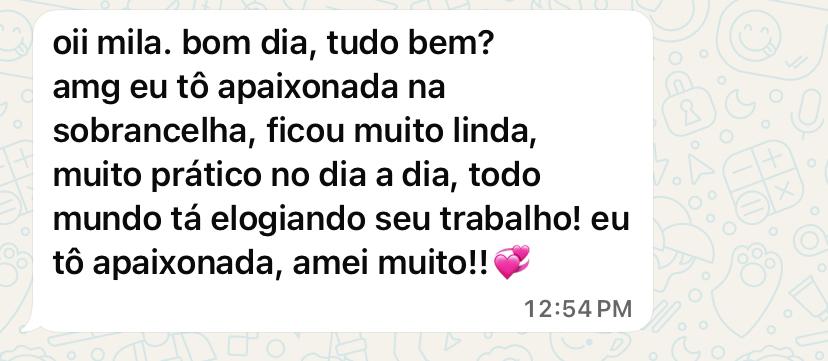 oii mila. bom dia, tudo bem?
amg eu tô apaixonada na
sobrancelha, ficou muito linda,
muito prático no dia a dia, todo
mundo tá elogiando seu trabalho! eu
tô apaixonada, amei muito!!💞
12:54 PM